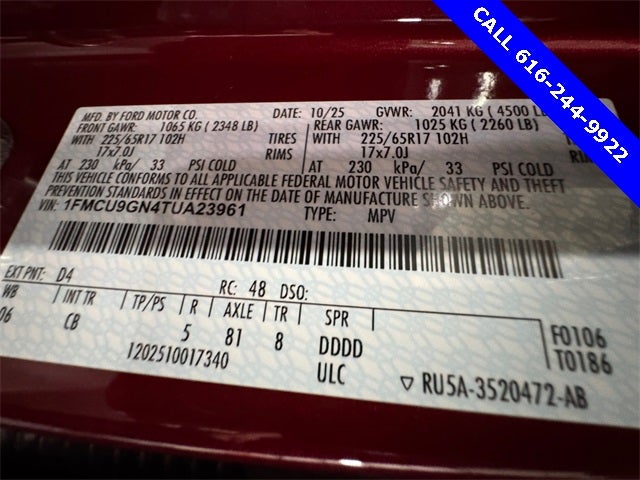 CALL 616-244-9922
MFD. BY FORD MOTOR CO. DATE: 10/25 GVWR: 2041 KG ( 4500 LB
FRONT GAWR: 1065 KG ( 2348 LB) REAR GAWR: 1025 KG ( 2260 LB)
WITH 225/65R17 102H TIRES WITH 225/65R17 102H
17x7.0J RIMS 17x7.0J RIMS
AT 230 kPa/ 33 PSI COLD AT 230 kPa/ 33 PSI COLD
THIS VEHICLE CONFORMS TO ALL APPLICABLE FEDERAL MOTOR VEHICLE SAFETY AND THEFT
PREVENTION STANDARDS IN EFFECT ON THE DATE OF MANUFACTURE SHOWN ABOVE.
VIN: 1FMCU9GN4TUA23961 TYPE: MPV
EXT PNT: D4 RC: 48 DSO:
WB INT TR TP/PS R AXLE TR SPR
06 CB 5 81 8 DDDD F0106
1202510017340 ULC T0186
▽ RU5A-3520472-AB